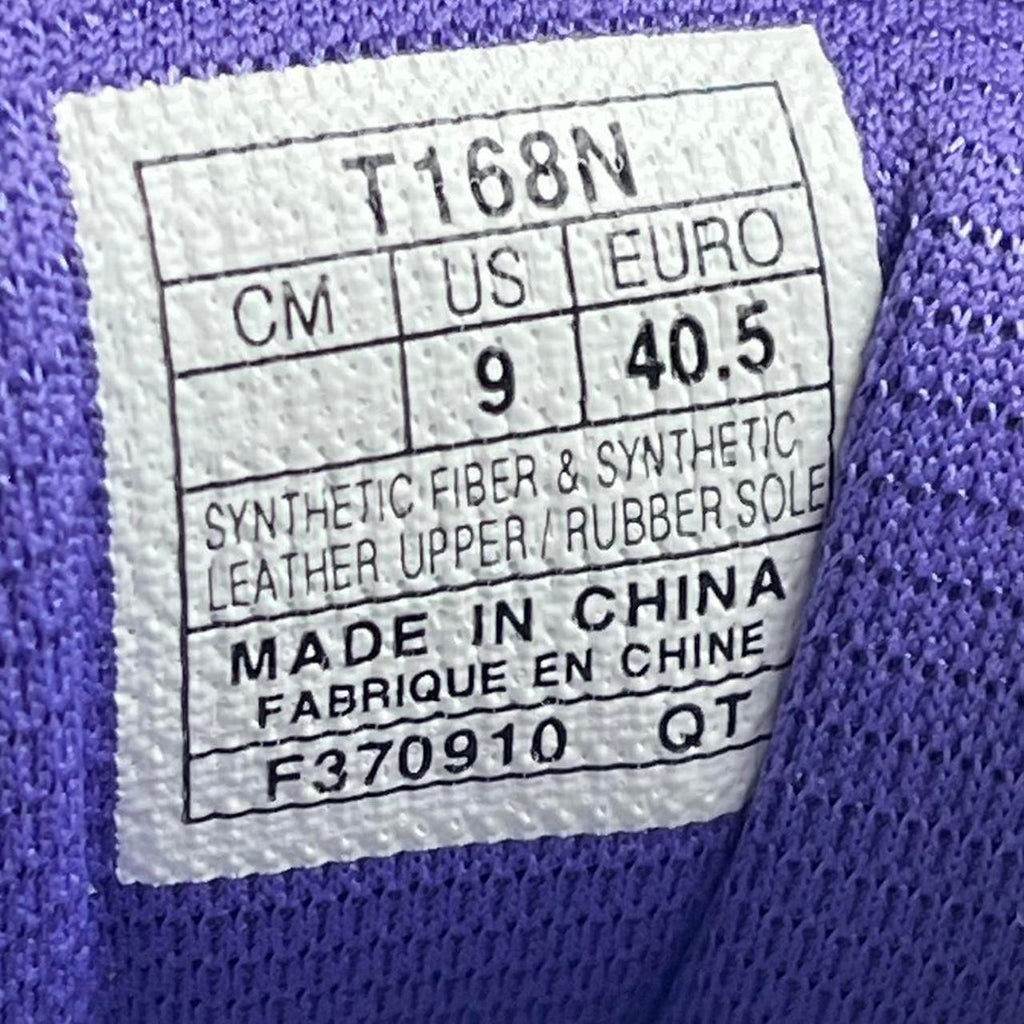 T168N
CM US EURO
9 40.5
SYNTHETIC FIBER & SYNTHETIC
LEATHER UPPER / RUBBER SOLE
MADE IN CHINA
FABRIQUE EN CHINE
F370910 QT